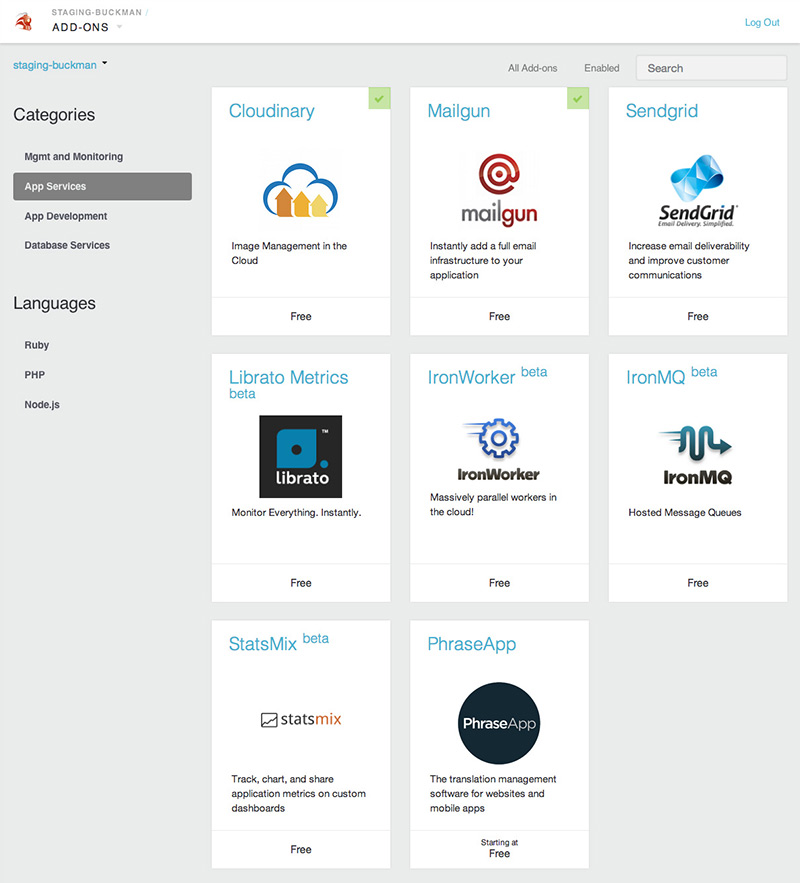 STAGING-BUCKMAN /
ADD-ONS
Log Out
staging-buckman
All Add-ons
Enabled
Search
Categories
Mgmt and Monitoring
App Services
App Development
Database Services
Languages
Ruby
PHP
Node.js
Cloudinary
Image Management in the
Cloud
Free
Mailgun
mailgun
Instantly add a full email
infrastructure to your
application
Free
Sendgrid
SendGrid
Email Delivery. Simplified.
Increase email deliverability
and improve customer
communications
Free
Librato Metrics
beta
librato™
Monitor Everything. Instantly.
Free
IronWorker beta
IronWorker
Massively parallel workers in
the cloud!
Free
IronMQ beta
IronMQ
Hosted Message Queues
Free
StatsMix beta
statsmix
Track, chart, and share
application metrics on custom
dashboards
Free
PhraseApp
PhraseApp
The translation management
software for websites and
mobile apps
Starting at
Free